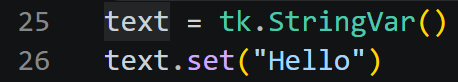 25 text = tk.StringVar()
26 text.set("Hello")